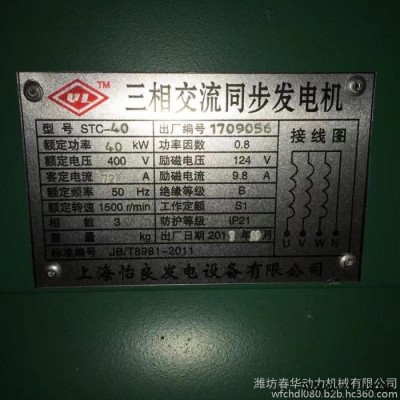 UL TM 三相交流同步发电机
型号 STC-40 出厂编号 1709056
额定功率 40 kW 功率因数 0.8 接线图
额定电压 400 V 励磁电压 124 V
客定电流 72 A 励磁电流 9.8 A
额定频率 50 Hz 绝缘等级 B
额定转速 1500 r/min 工作定额 S1
相数 3 防护等级 IP21
重量 kg 出厂日期 201 年 月
U V W N
标准编号 JB/T8981-2011
上海怡良发电设备有限公司
潍坊春华动力机械有限公司
wfchdl080.b2b.hc360.com